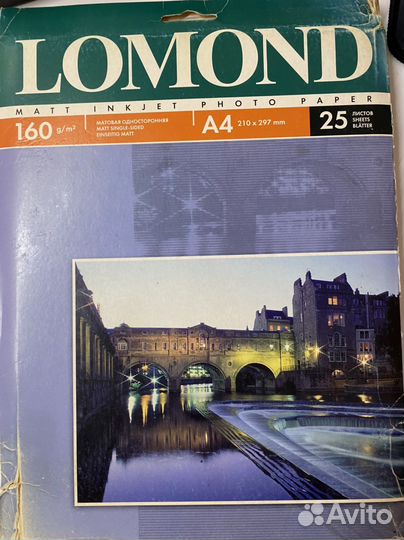 LOMOND
MATT INKJET PHOTO PAPER
160 g/m²
МАТОВАЯ ОДНОСТОРОННЯЯ
MATT SINGLE-SIDED
EINSEITIG MATT
A4 210 x 297 mm
25 ЛИСТОВ
SHEETS
BLÄTTER
Avito